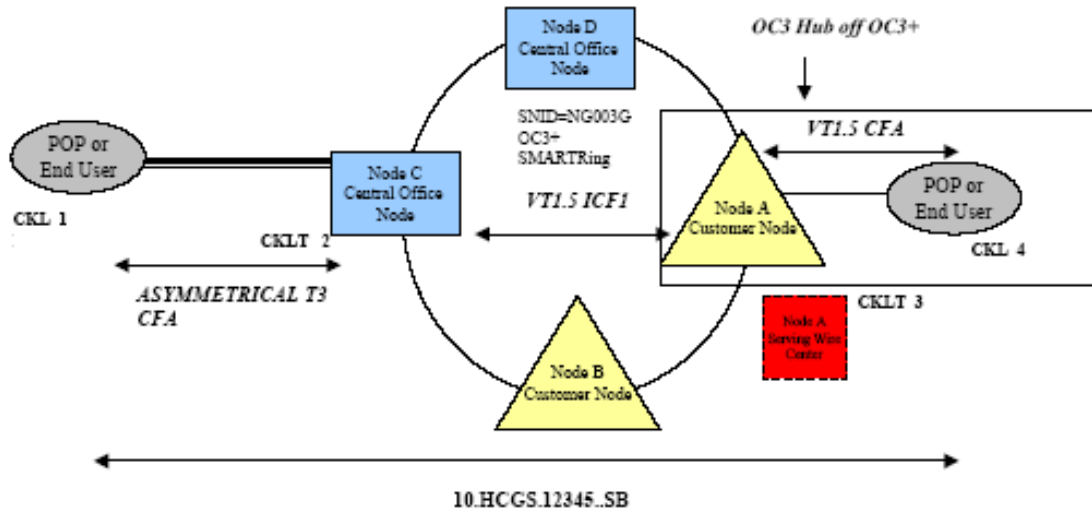 Node D
Central Office
Node
OC3 Hub off OC3+
SNID=NG003G
OC3+
SMARTRing
VT1.5 CFA
POP or
End User
Node C
Central Office
Node
VT1.5 ICF1
Node A
Customer Node
POP or
End User
CKL 1
CKLT 2
CKL 4
ASYMMETRICAL T3
CFA
CKLT 3
Node A
Serving Wire
Center
Node B
Customer Node
10.HCGS.12345..SB